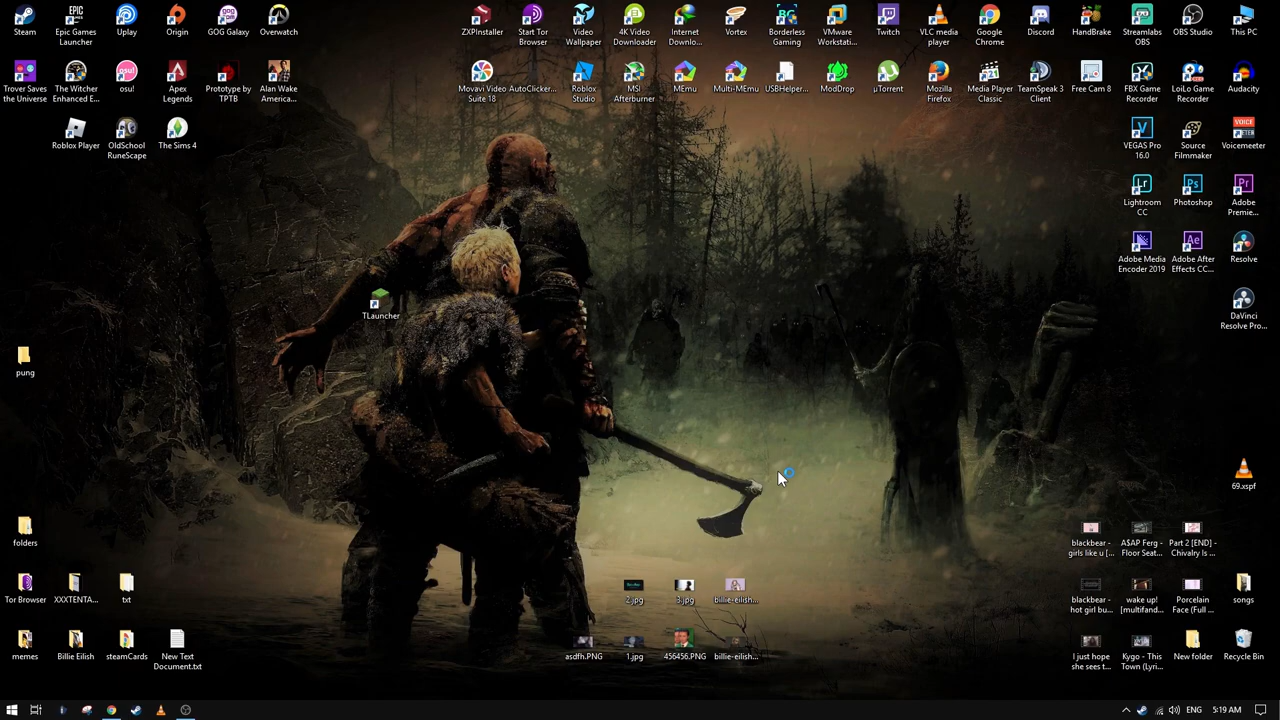 Steam
Epic Games
Launcher
Uplay
Origin
GOG Galaxy
Overwatch
ZXPInstaller
Start Tor
Browser
Video
Wallpaper
4K Video
Downloader
Internet
Downlo...
Vortex
Borderless
Gaming
VMware
Workstati...
Twitch
VLC media
player
Google
Chrome
Discord
HandBrake
Streamlabs
OBS
OBS Studio
This PC
Trover Saves
the Universe
The Witcher
Enhanced E...
osu!
Apex
Legends
Prototype by
TPTB
Alan Wake
America...
Movavi Video
Suite 18
AutoClicker...
Roblox
Studio
MSI
Afterburner
MEmu
Multi-MEmu
USBHelper...
ModDrop
µTorrent
Mozilla
Firefox
Media Player
Classic
TeamSpeak 3
Client
Free Cam 8
FBX Game
Recorder
LoiLo Game
Recorder
Audacity
Roblox Player
OldSchool
RuneScape
The Sims 4
VEGAS Pro
16.0
Source
Filmmaker
Voicemeeter
Lightroom
CC
Photoshop
Adobe
Premie...
Adobe Media
Encoder 2019
Adobe After
Effects CC...
Resolve
TLauncher
DaVinci
Resolve Pro...
pung
69.xspf
folders
blackbear -
girls like u [...
A$AP Ferg -
Floor Seat...
Part 2 [END] -
Chivalry Is ...
Tor Browser
XXXTENTA...
txt
2.jpg
3.jpg
billie-eilish...
blackbear -
hot girl bu...
wake up!
[multifand...
Porcelain
Face (Full ...
songs
memes
Billie Eilish
steamCards
New Text
Document.txt
asdfh.PNG
1.jpg
456456.PNG
billie-eilish...
I just hope
she sees t...
Kygo - This
Town (Lyri...
New folder
Recycle Bin
ENG
5:19 AM